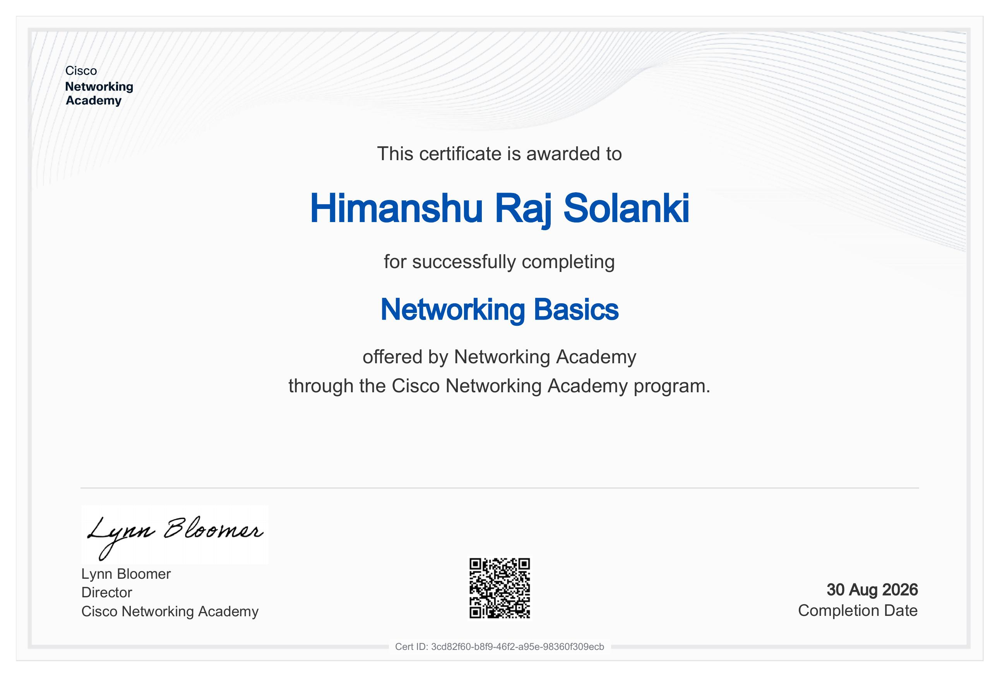 Cisco
Networking
Academy
This certificate is awarded to
Himanshu Raj Solanki
for successfully completing
Networking Basics
offered by Networking Academy
through the Cisco Networking Academy program.
Lynn Bloomer
Lynn Bloomer
Director
Cisco Networking Academy
30 Aug 2026
Completion Date
Cert ID: 3cd82f60-b8f9-46f2-a95e-98360f309ecb